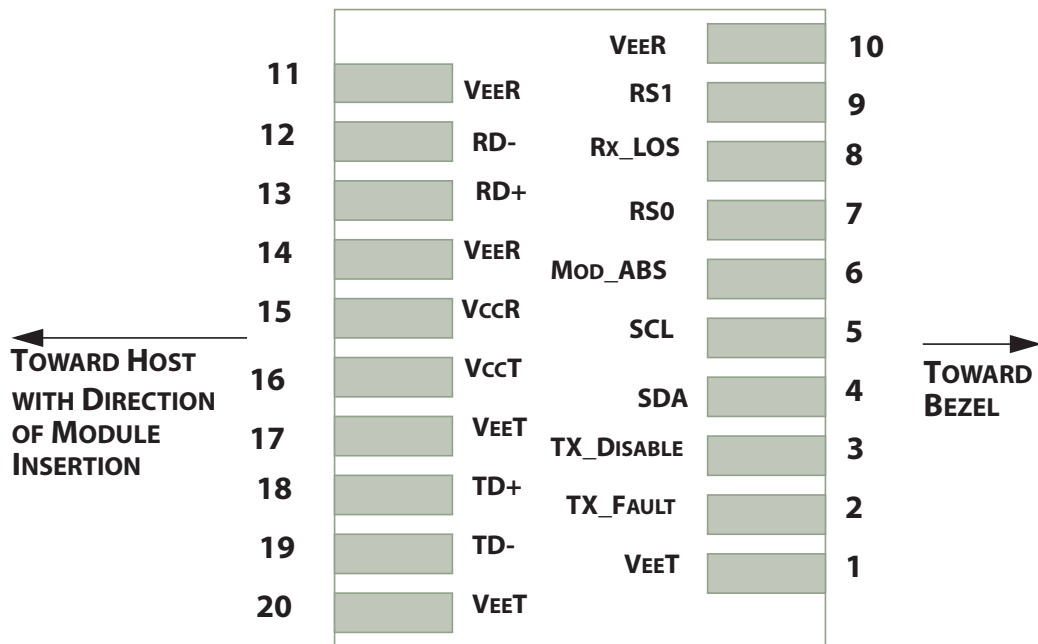 VEER
10
11
VEER
RS1
9
12
RD-
RX_LOS
8
13
RD+
RS0
7
14
VEER
MOD_ABS
6
15
VCCR
SCL
5
TOWARD HOST
WITH DIRECTION
OF MODULE
INSERTION
16
VCCT
SDA
4
TOWARD
BEZEL
17
VEET
TX_DISABLE
3
18
TD+
TX_FAULT
2
19
TD-
VEET
1
20
VEET